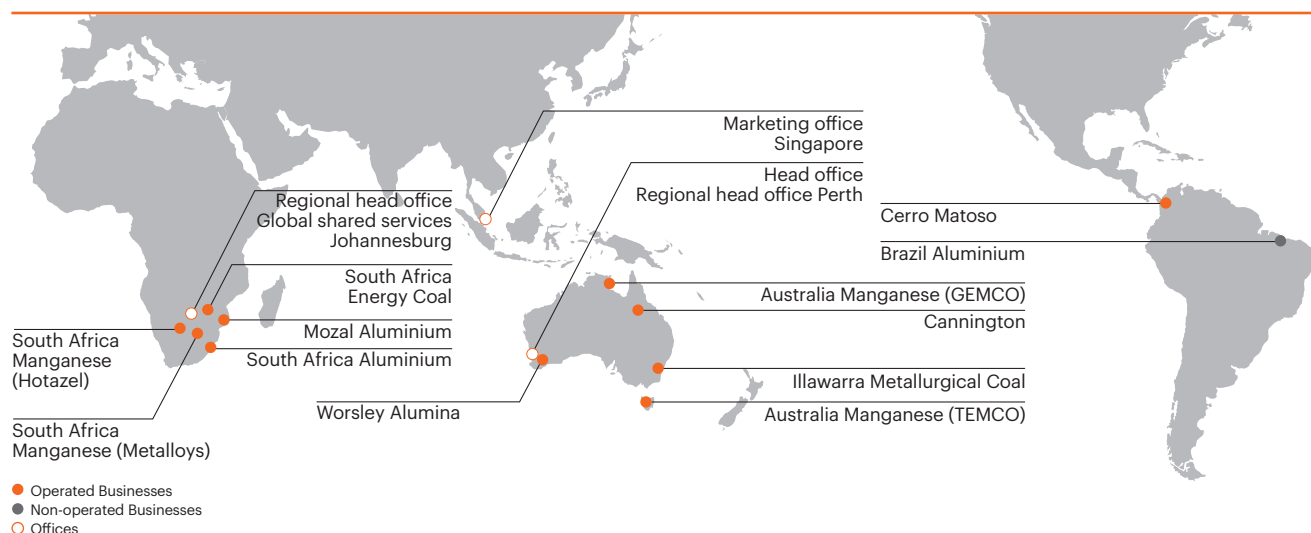 Marketing office
Singapore
Head office
Regional head office Perth
Regional head office
Global shared services
Johannesburg
Cerro Matoso
Brazil Aluminium
South Africa
Energy Coal
Australia Manganese (GEMCO)
Cannington
Mozal Aluminium
South Africa
Manganese
(Hotazel)
South Africa Aluminium
Illawarra Metallurgical Coal
Worsley Alumina
Australia Manganese (TEMCO)
South Africa
Manganese (Metalloys)
Operated Businesses
Non-operated Businesses
Offices